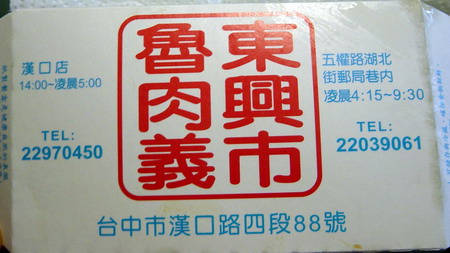 漢口店
14:00~凌晨5:00
TEL:
22970450
東興市
魯肉義
五權路湖北
街郵局巷内
凌晨4:15~9:30
TEL:
22039061
台中市漢口路四段88號